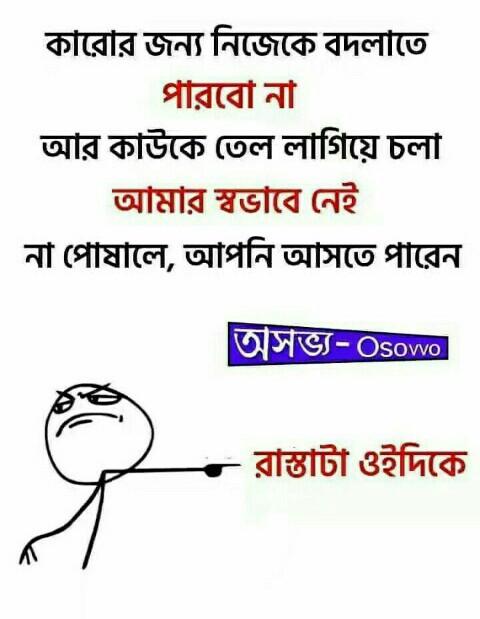 কারোর জন্য নিজেকে বদলাতে
পারবো না
আর কাউকে তেল লাগিয়ে চলা
আমার স্বভাবে নেই
না পোষালে, আপনি আসতে পারেন
অসভ্য- Osovvo
রাস্তাটা ওইদিকে